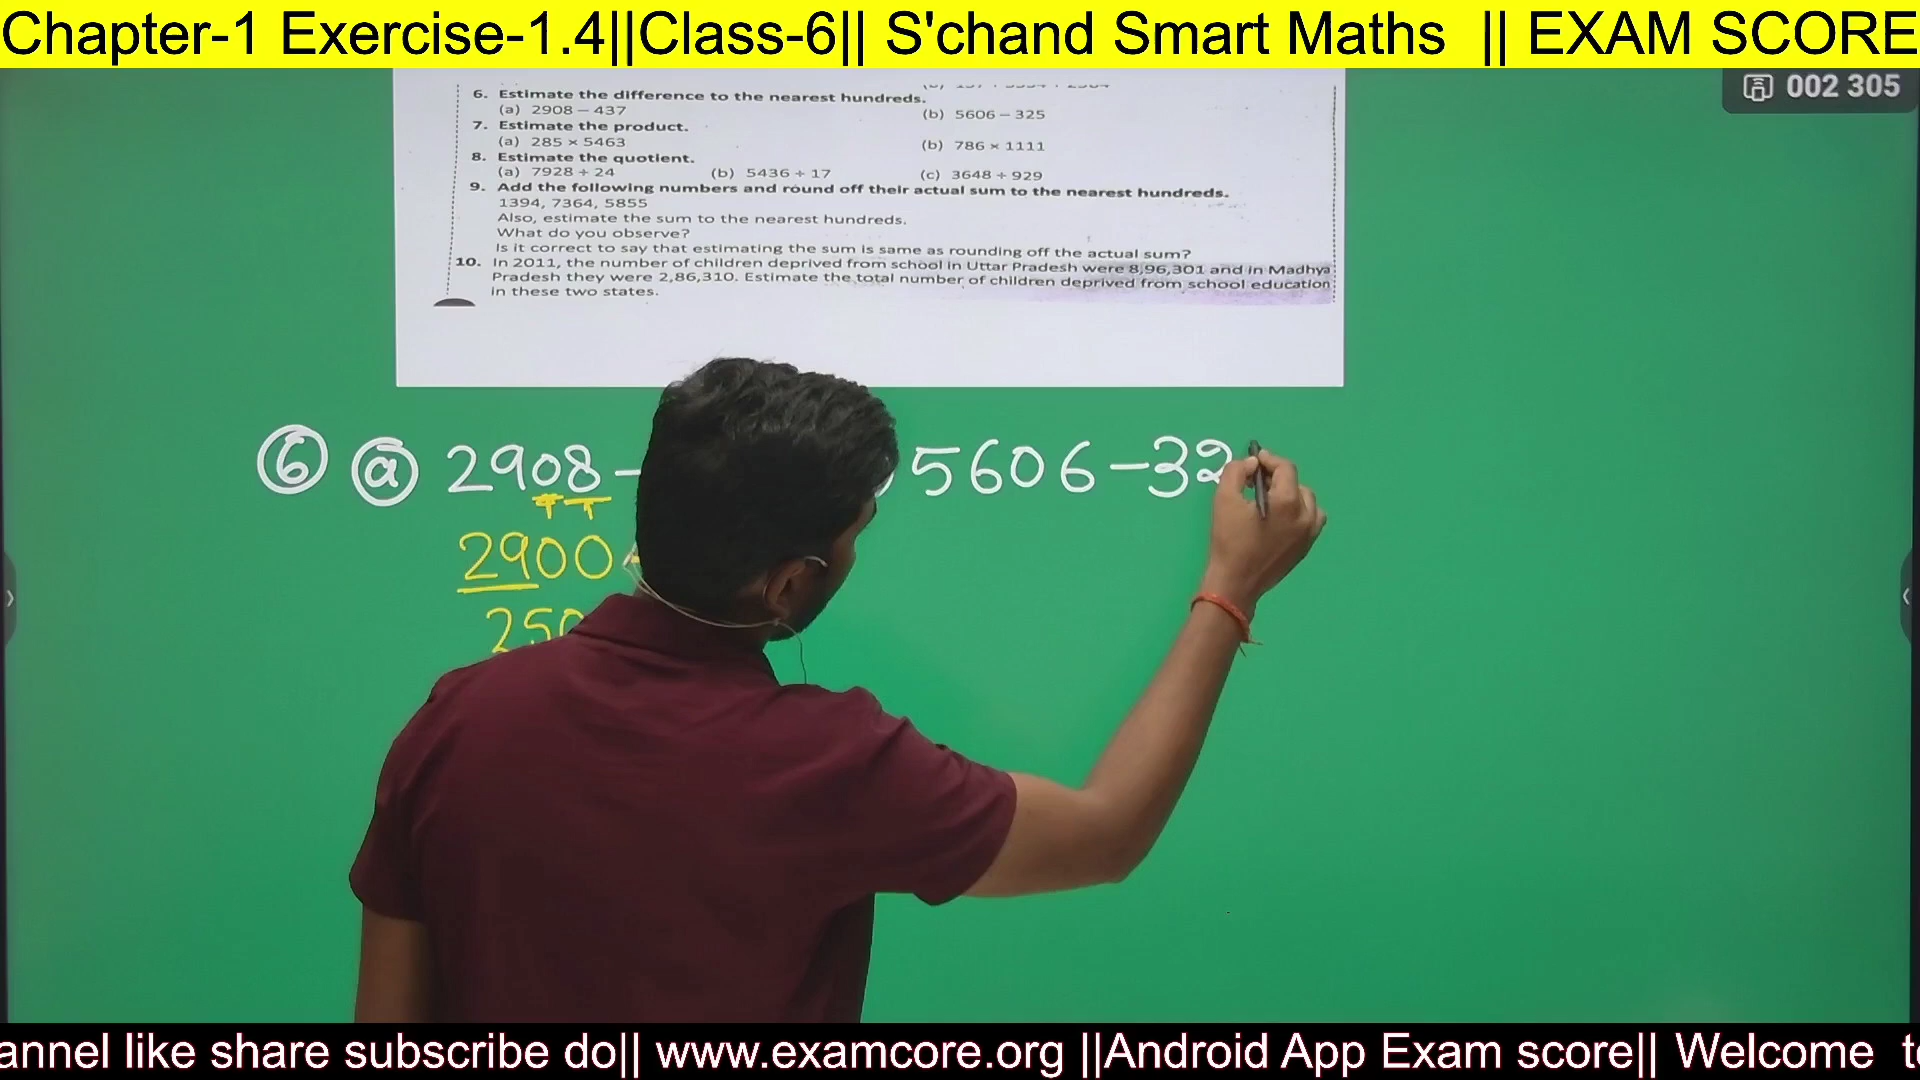 Chapter-1 Exercise-1.4||Class-6|| S'chand Smart Maths || EXAM SCORE
002 305
6. Estimate the difference to the nearest hundreds.
(a) 2908 – 437 (b) 5606 – 325
7. Estimate the product.
(a) 285 × 5463 (b) 786 × 1111
8. Estimate the quotient.
(a) 7928 ÷ 24 (b) 5436 ÷ 17 (c) 3648 ÷ 929
9. Add the following numbers and round off their actual sum to the nearest hundreds.
1394, 7364, 5855
Also, estimate the sum to the nearest hundreds.
What do you observe?
Is it correct to say that estimating the sum is same as rounding off the actual sum?
10. In 2011, the number of children deprived from school in Uttar Pradesh were 8,96,301 and in Madhya
Pradesh they were 2,86,310. Estimate the total number of children deprived from school education
in these two states.
6 a 2908 – 5606 – 32
2900
250
annel like share subscribe do|| www.examcore.org ||Android App Exam score|| Welcome